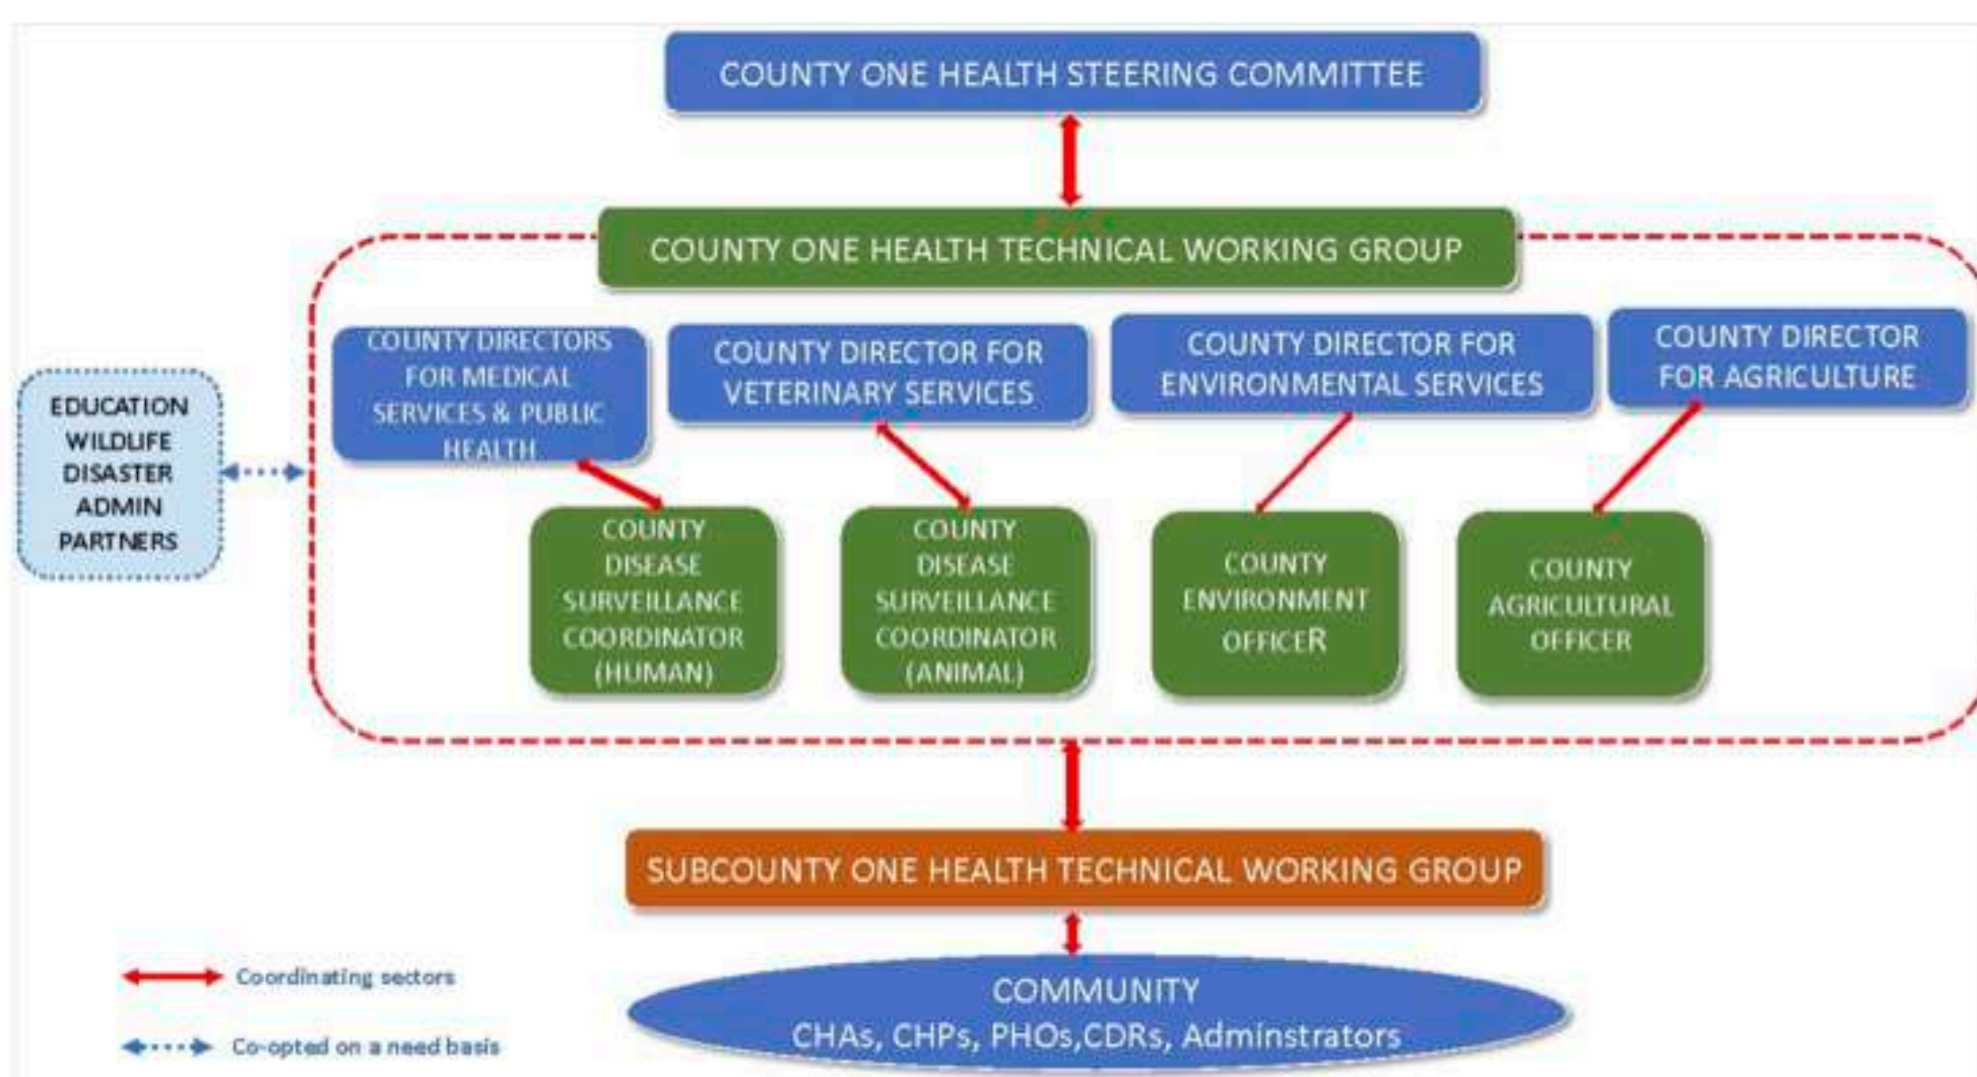 COUNTY ONE HEALTH STEERING COMMITTEE
COUNTY ONE HEALTH TECHNICAL WORKING GROUP
COUNTY DIRECTORS
FOR MEDICAL
SERVICES & PUBLIC
HEALTH
COUNTY DIRECTOR FOR
VETERINARY SERVICES
COUNTY DIRECTOR FOR
ENVIRONMENTAL SERVICES
COUNTY DIRECTOR
FOR AGRICULTURE
EDUCATION
WILDLIFE
DISASTER
ADMIN
PARTNERS
COUNTY
DISEASE
SURVEILLANCE
COORDINATOR
(HUMAN)
COUNTY
DISEASE
SURVEILLANCE
COORDINATOR
(ANIMAL)
COUNTY
ENVIRONMENT
OFFICER
COUNTY
AGRICULTURAL
OFFICER
SUBCOUNTY ONE HEALTH TECHNICAL WORKING GROUP
COMMUNITY
CHAs, CHPs, PHOs,CDRs, Adminstrators
Coordinating sectors
Co-opted on a need basis